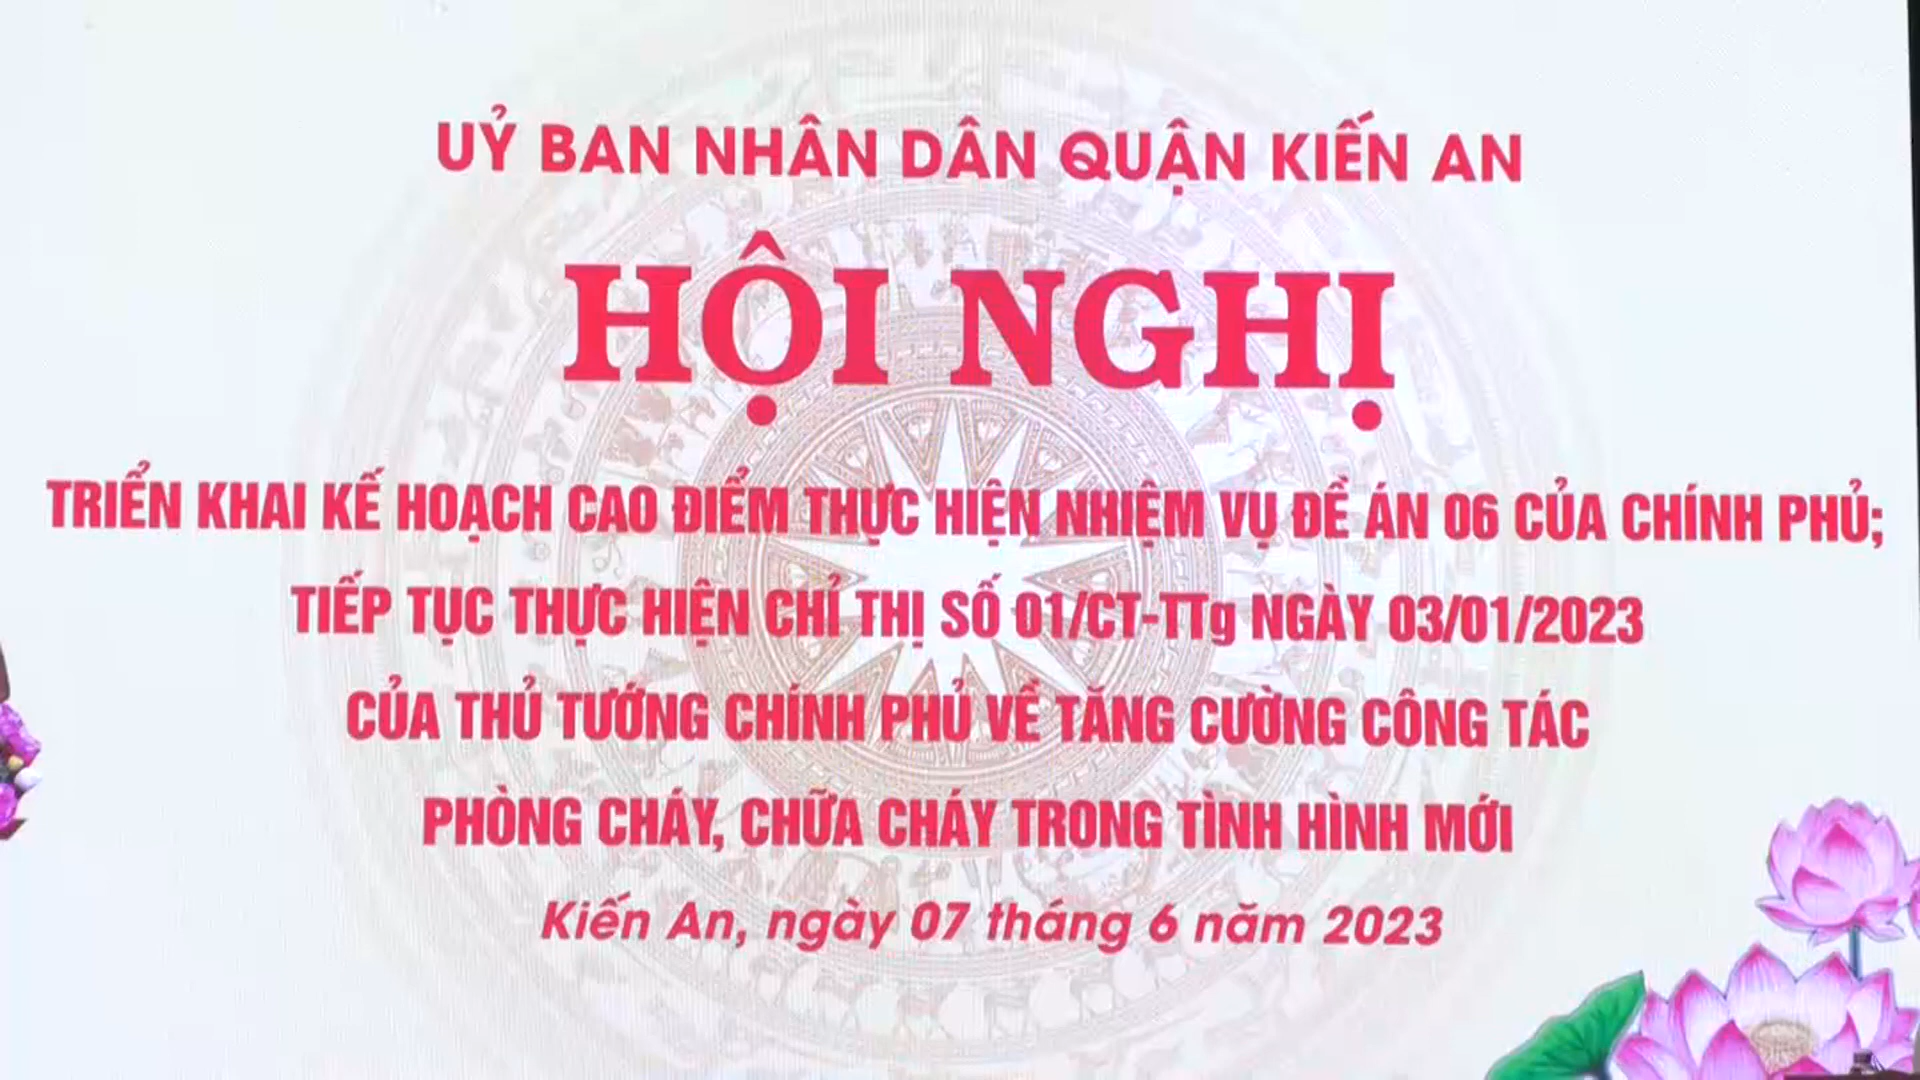 UỶ BAN NHÂN DÂN QUẬN KIẾN AN
HỘI NGHỊ
TRIỂN KHAI KẾ HOẠCH CAO ĐIỂM THỰC HIỆN NHIỆM VỤ ĐỀ ÁN 06 CỦA CHÍNH PHỦ;
TIẾP TỤC THỰC HIỆN CHỈ THỊ SỐ 01/CT-TTg NGÀY 03/01/2023
CỦA THỦ TƯỚNG CHÍNH PHỦ VỀ TĂNG CƯỜNG CÔNG TÁC
PHÒNG CHÁY, CHỮA CHÁY TRONG TÌNH HÌNH MỚI
Kiến An, ngày 07 tháng 6 năm 2023